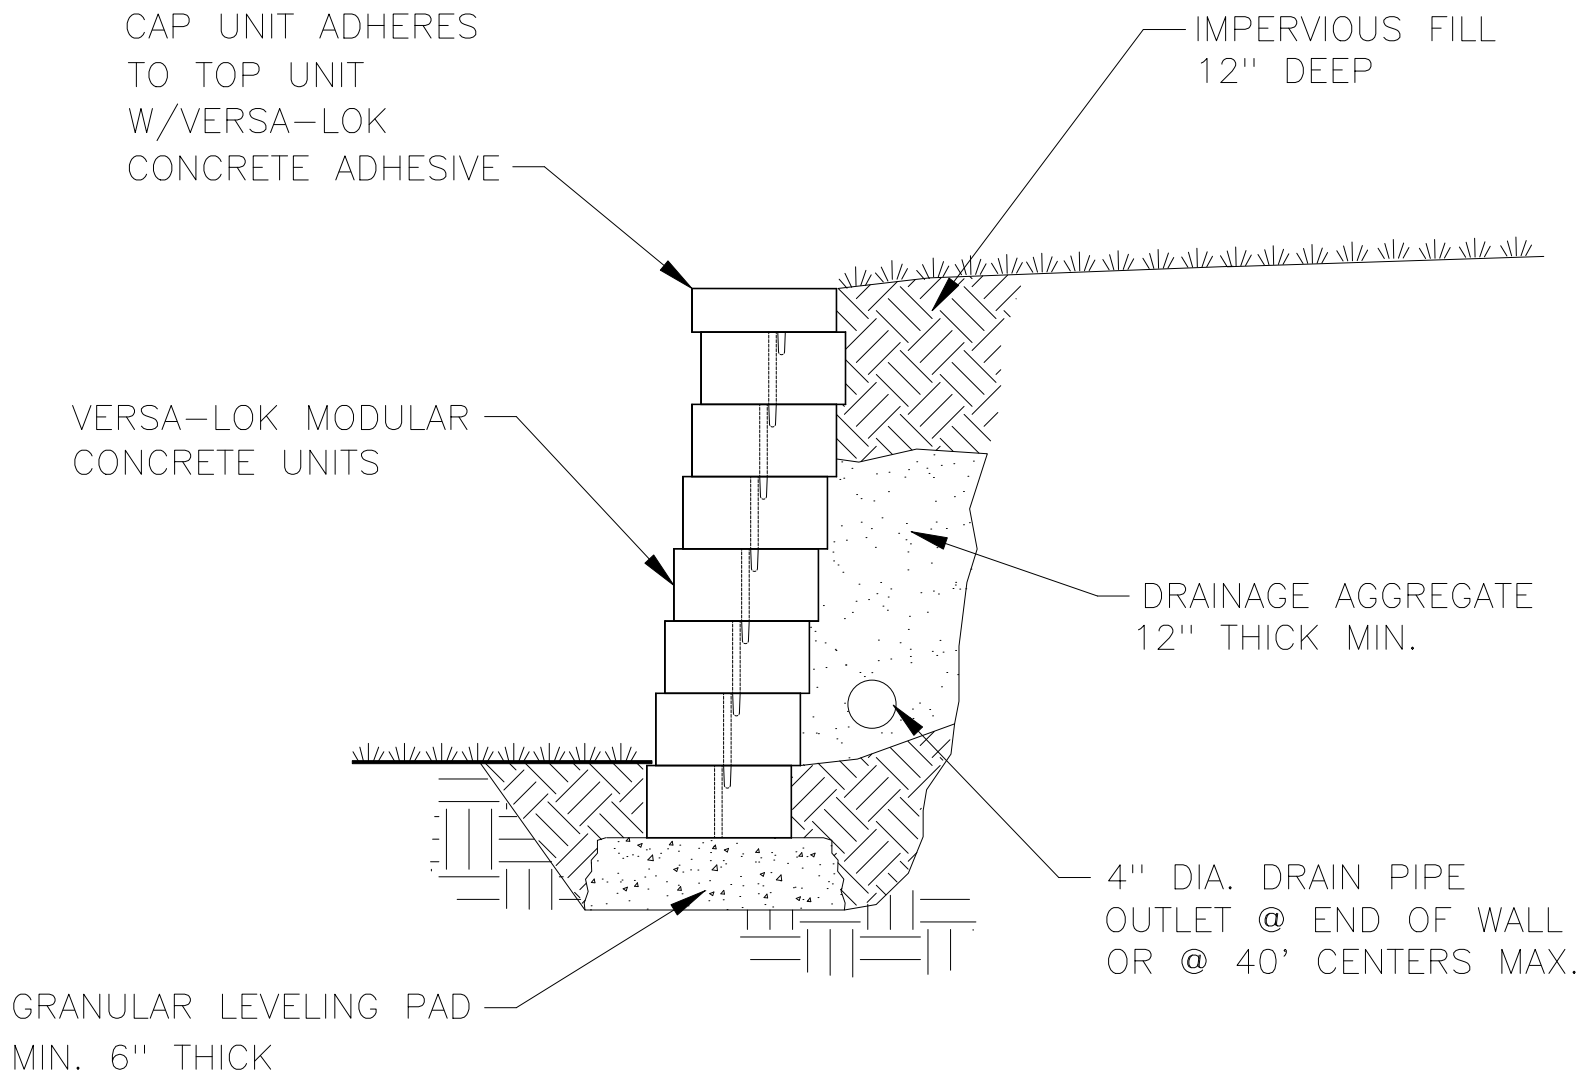 CAP UNIT ADHERES
TO TOP UNIT
W/VERSA-LOK
CONCRETE ADHESIVE
IMPERVIOUS FILL
12" DEEP
VERSA-LOK MODULAR
CONCRETE UNITS
DRAINAGE AGGREGATE
12" THICK MIN.
4" DIA. DRAIN PIPE
OUTLET @ END OF WALL
OR @ 40' CENTERS MAX.
GRANULAR LEVELING PAD
MIN. 6" THICK